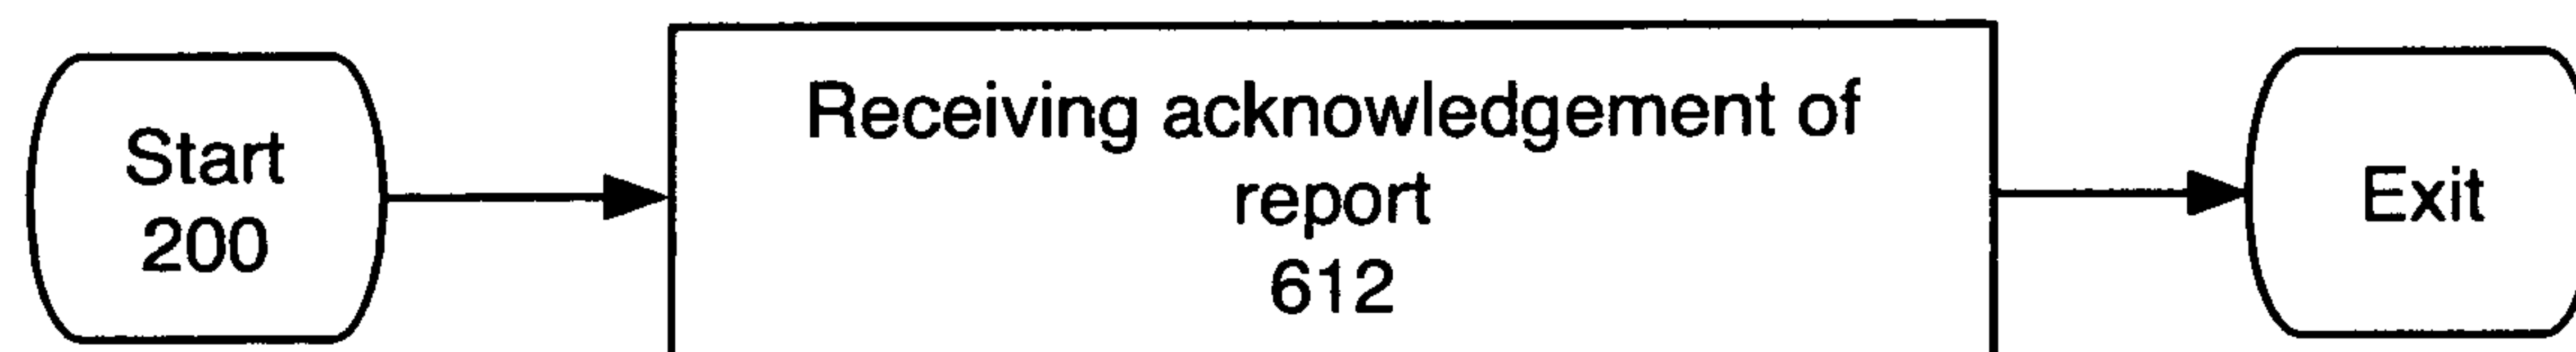 Start
200
Receiving acknowledgement of
report
612
Exit